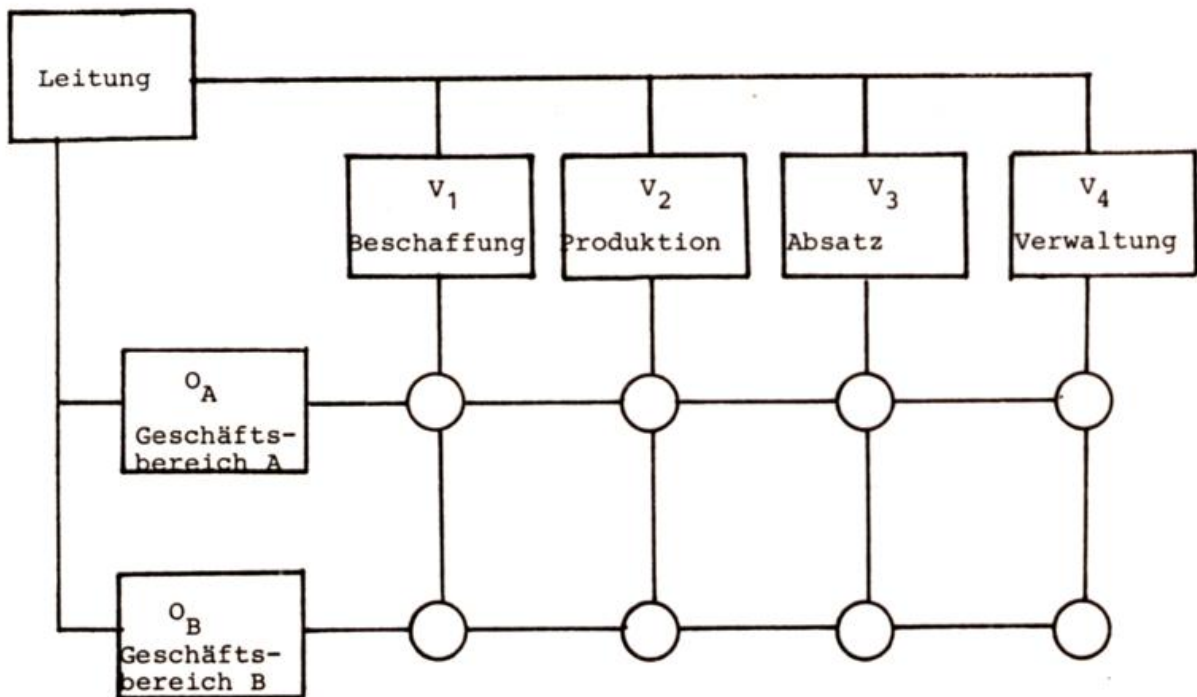 Leitung
V1
Beschaffung
V2
Produktion
V3
Absatz
V4
Verwaltung
OA
Geschäfts-
bereich A
OB
Geschäfts-
bereich B